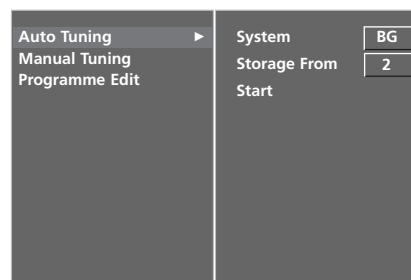 Auto Tuning ►
Manual Tuning
Programme Edit
System BG
Storage From 2
Start